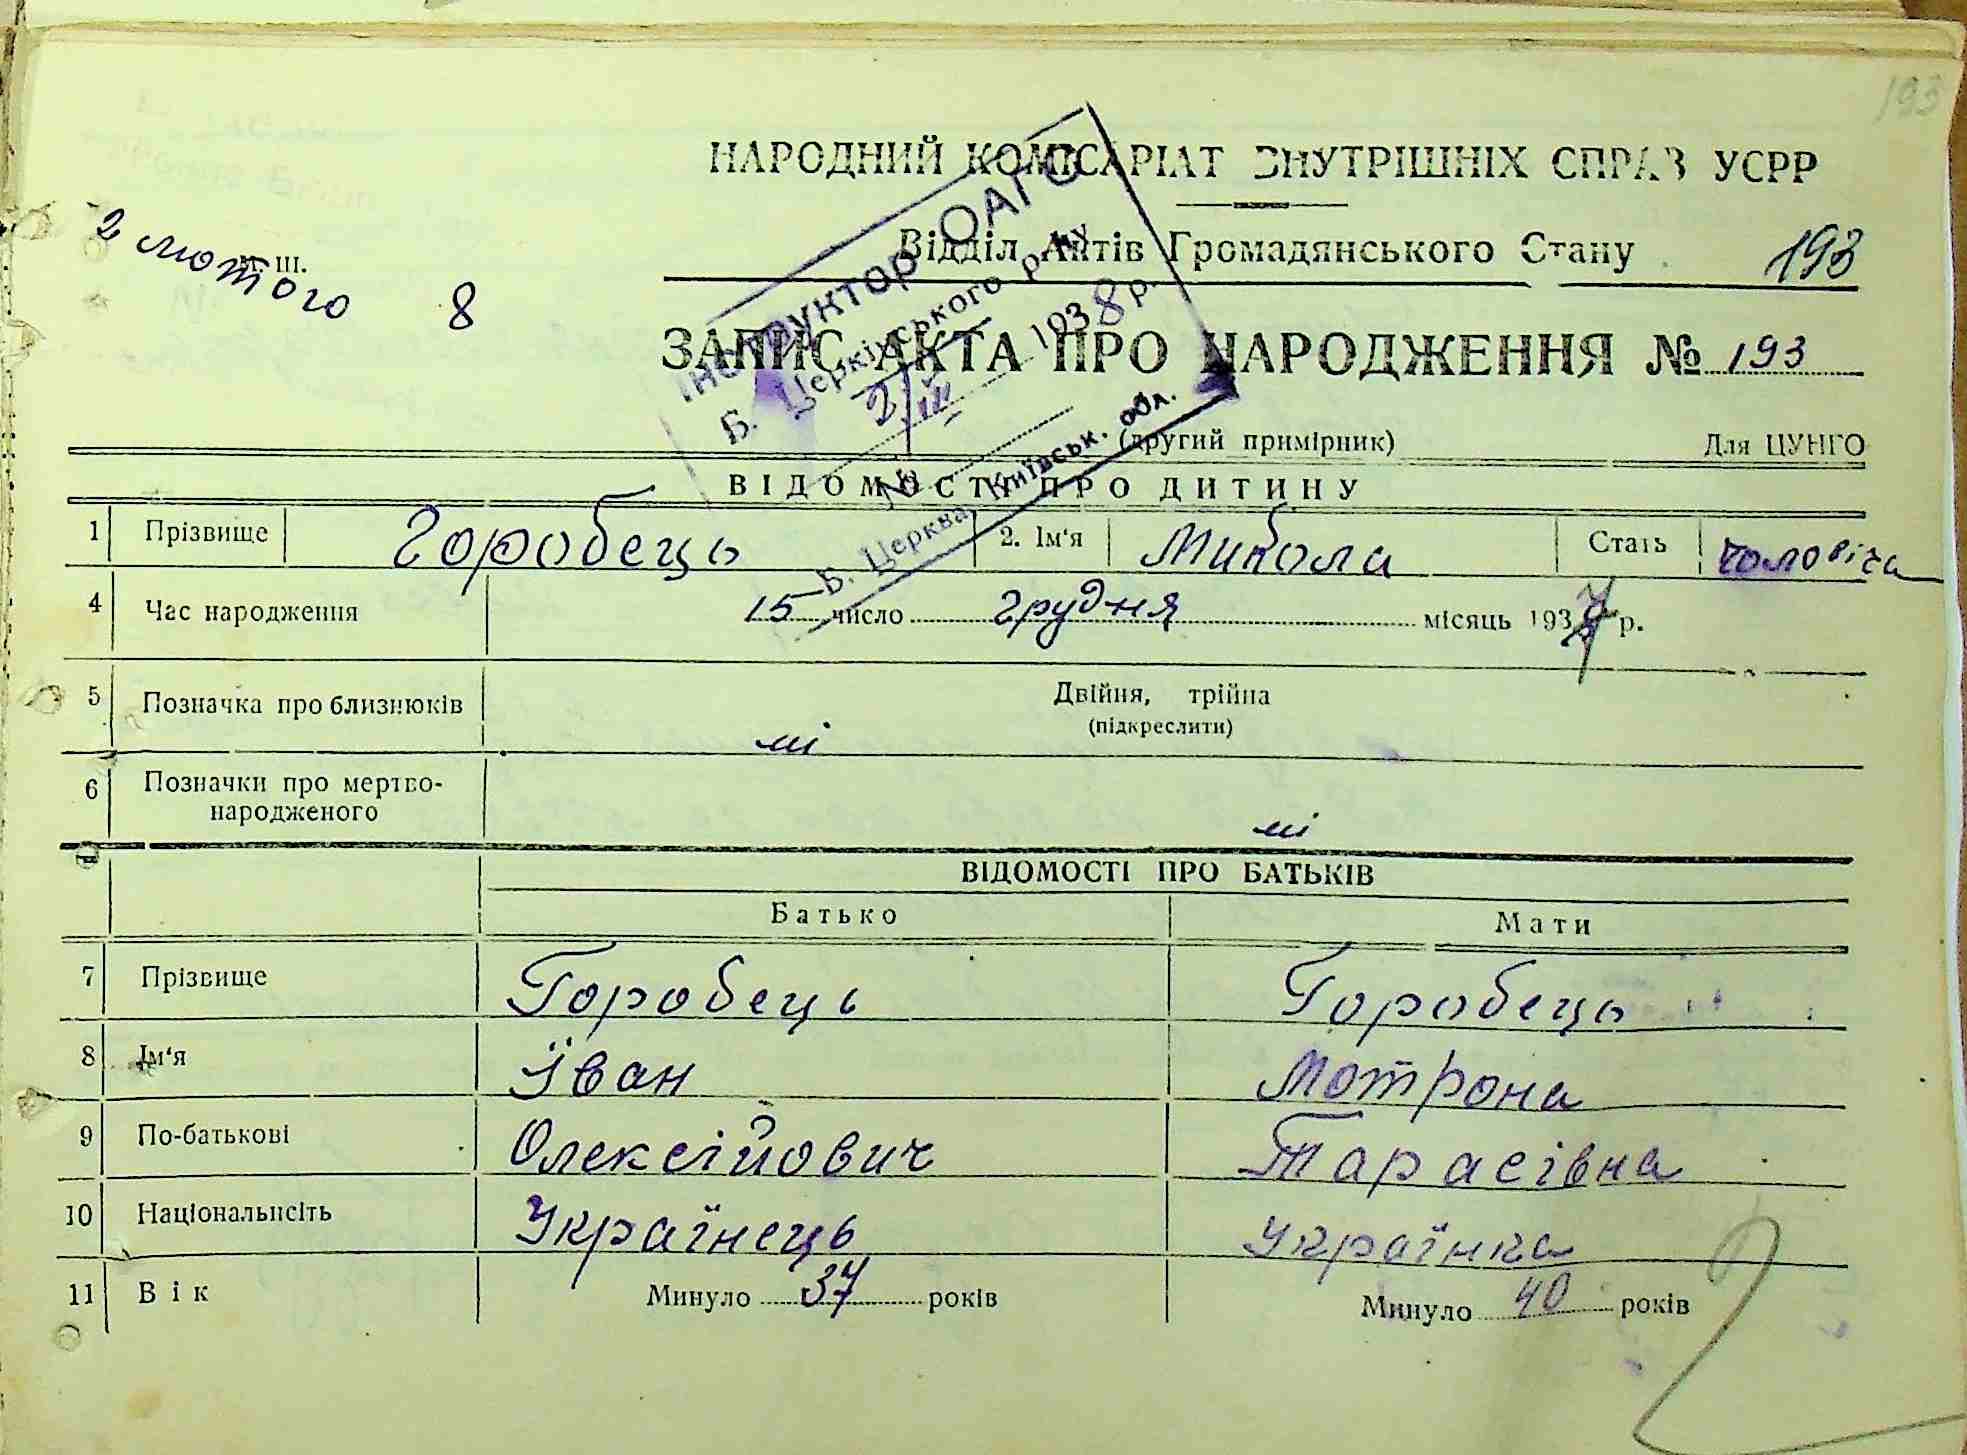 193
НАРОДНИЙ КОМІСАРІАТ ВНУТРІШНІХ СПРАВ УСРР
Відділ Актів Громадянського Стану 193
м. ш.
2 лютого 8
ЗАПИС АКТА ПРО НАРОДЖЕННЯ № 193
(другий примірник) Для ЦУНГО
Інструктор ОАГС
Б. Церківського р-ну
2/III 1938 р.
№
Б. Церква, Київськ. обл.
ВІДОМОСТІ ПРО ДИТИНУ
1 Прізвище Горобець 2. Ім'я Микола Стать чоловіча
4 Час народження 15 число грудня місяць 1937 р.
5 Позначка про близнюків Двійня, трійна
(підкреслити)
ні
6 Позначки про мертво-
народженого ні
ВІДОМОСТІ ПРО БАТЬКІВ
Батько Мати
7 Прізвище Горобець Горобець
8 Ім'я Їван Мотрона
9 По-батькові Олексійович Тарасівна
10 Національність Українець Українка
11 Вік Минуло 37 років Минуло 40 років